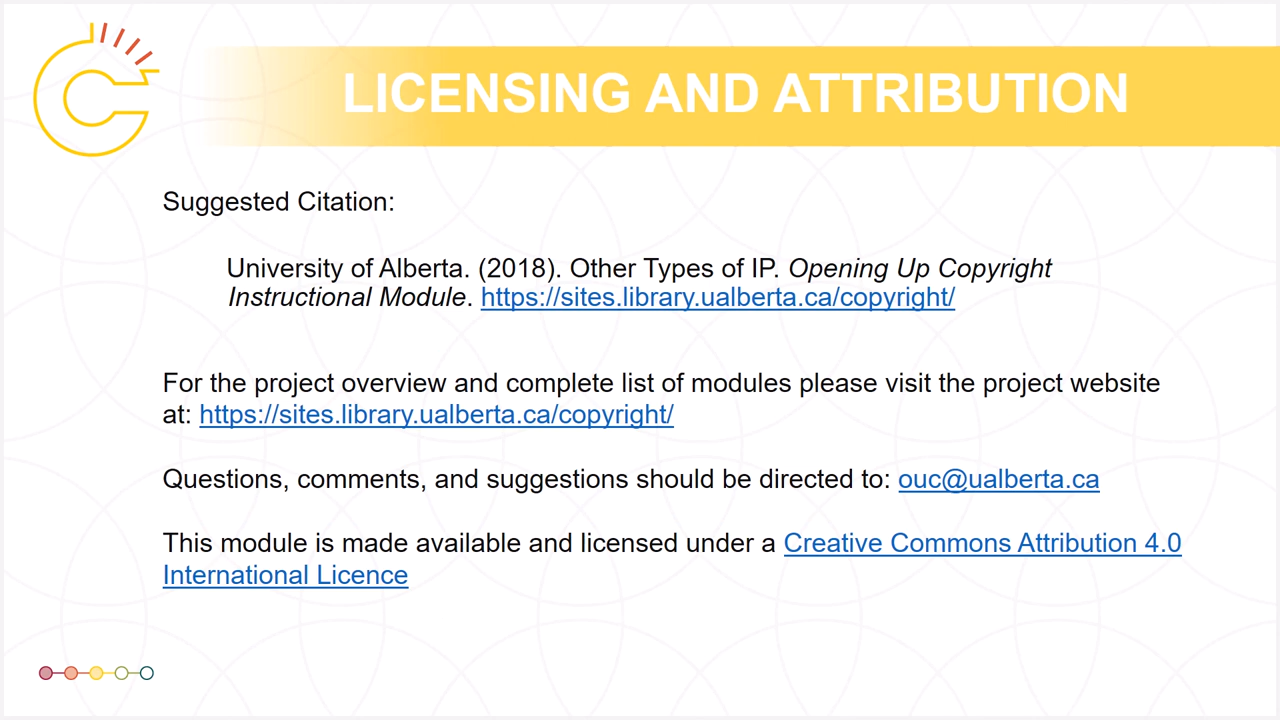 LICENSING AND ATTRIBUTION
Suggested Citation:
University of Alberta. (2018). Other Types of IP. Opening Up Copyright
Instructional Module. https://sites.library.ualberta.ca/copyright/
For the project overview and complete list of modules please visit the project website
at: https://sites.library.ualberta.ca/copyright/
Questions, comments, and suggestions should be directed to: ouc@ualberta.ca
This module is made available and licensed under a Creative Commons Attribution 4.0
International Licence